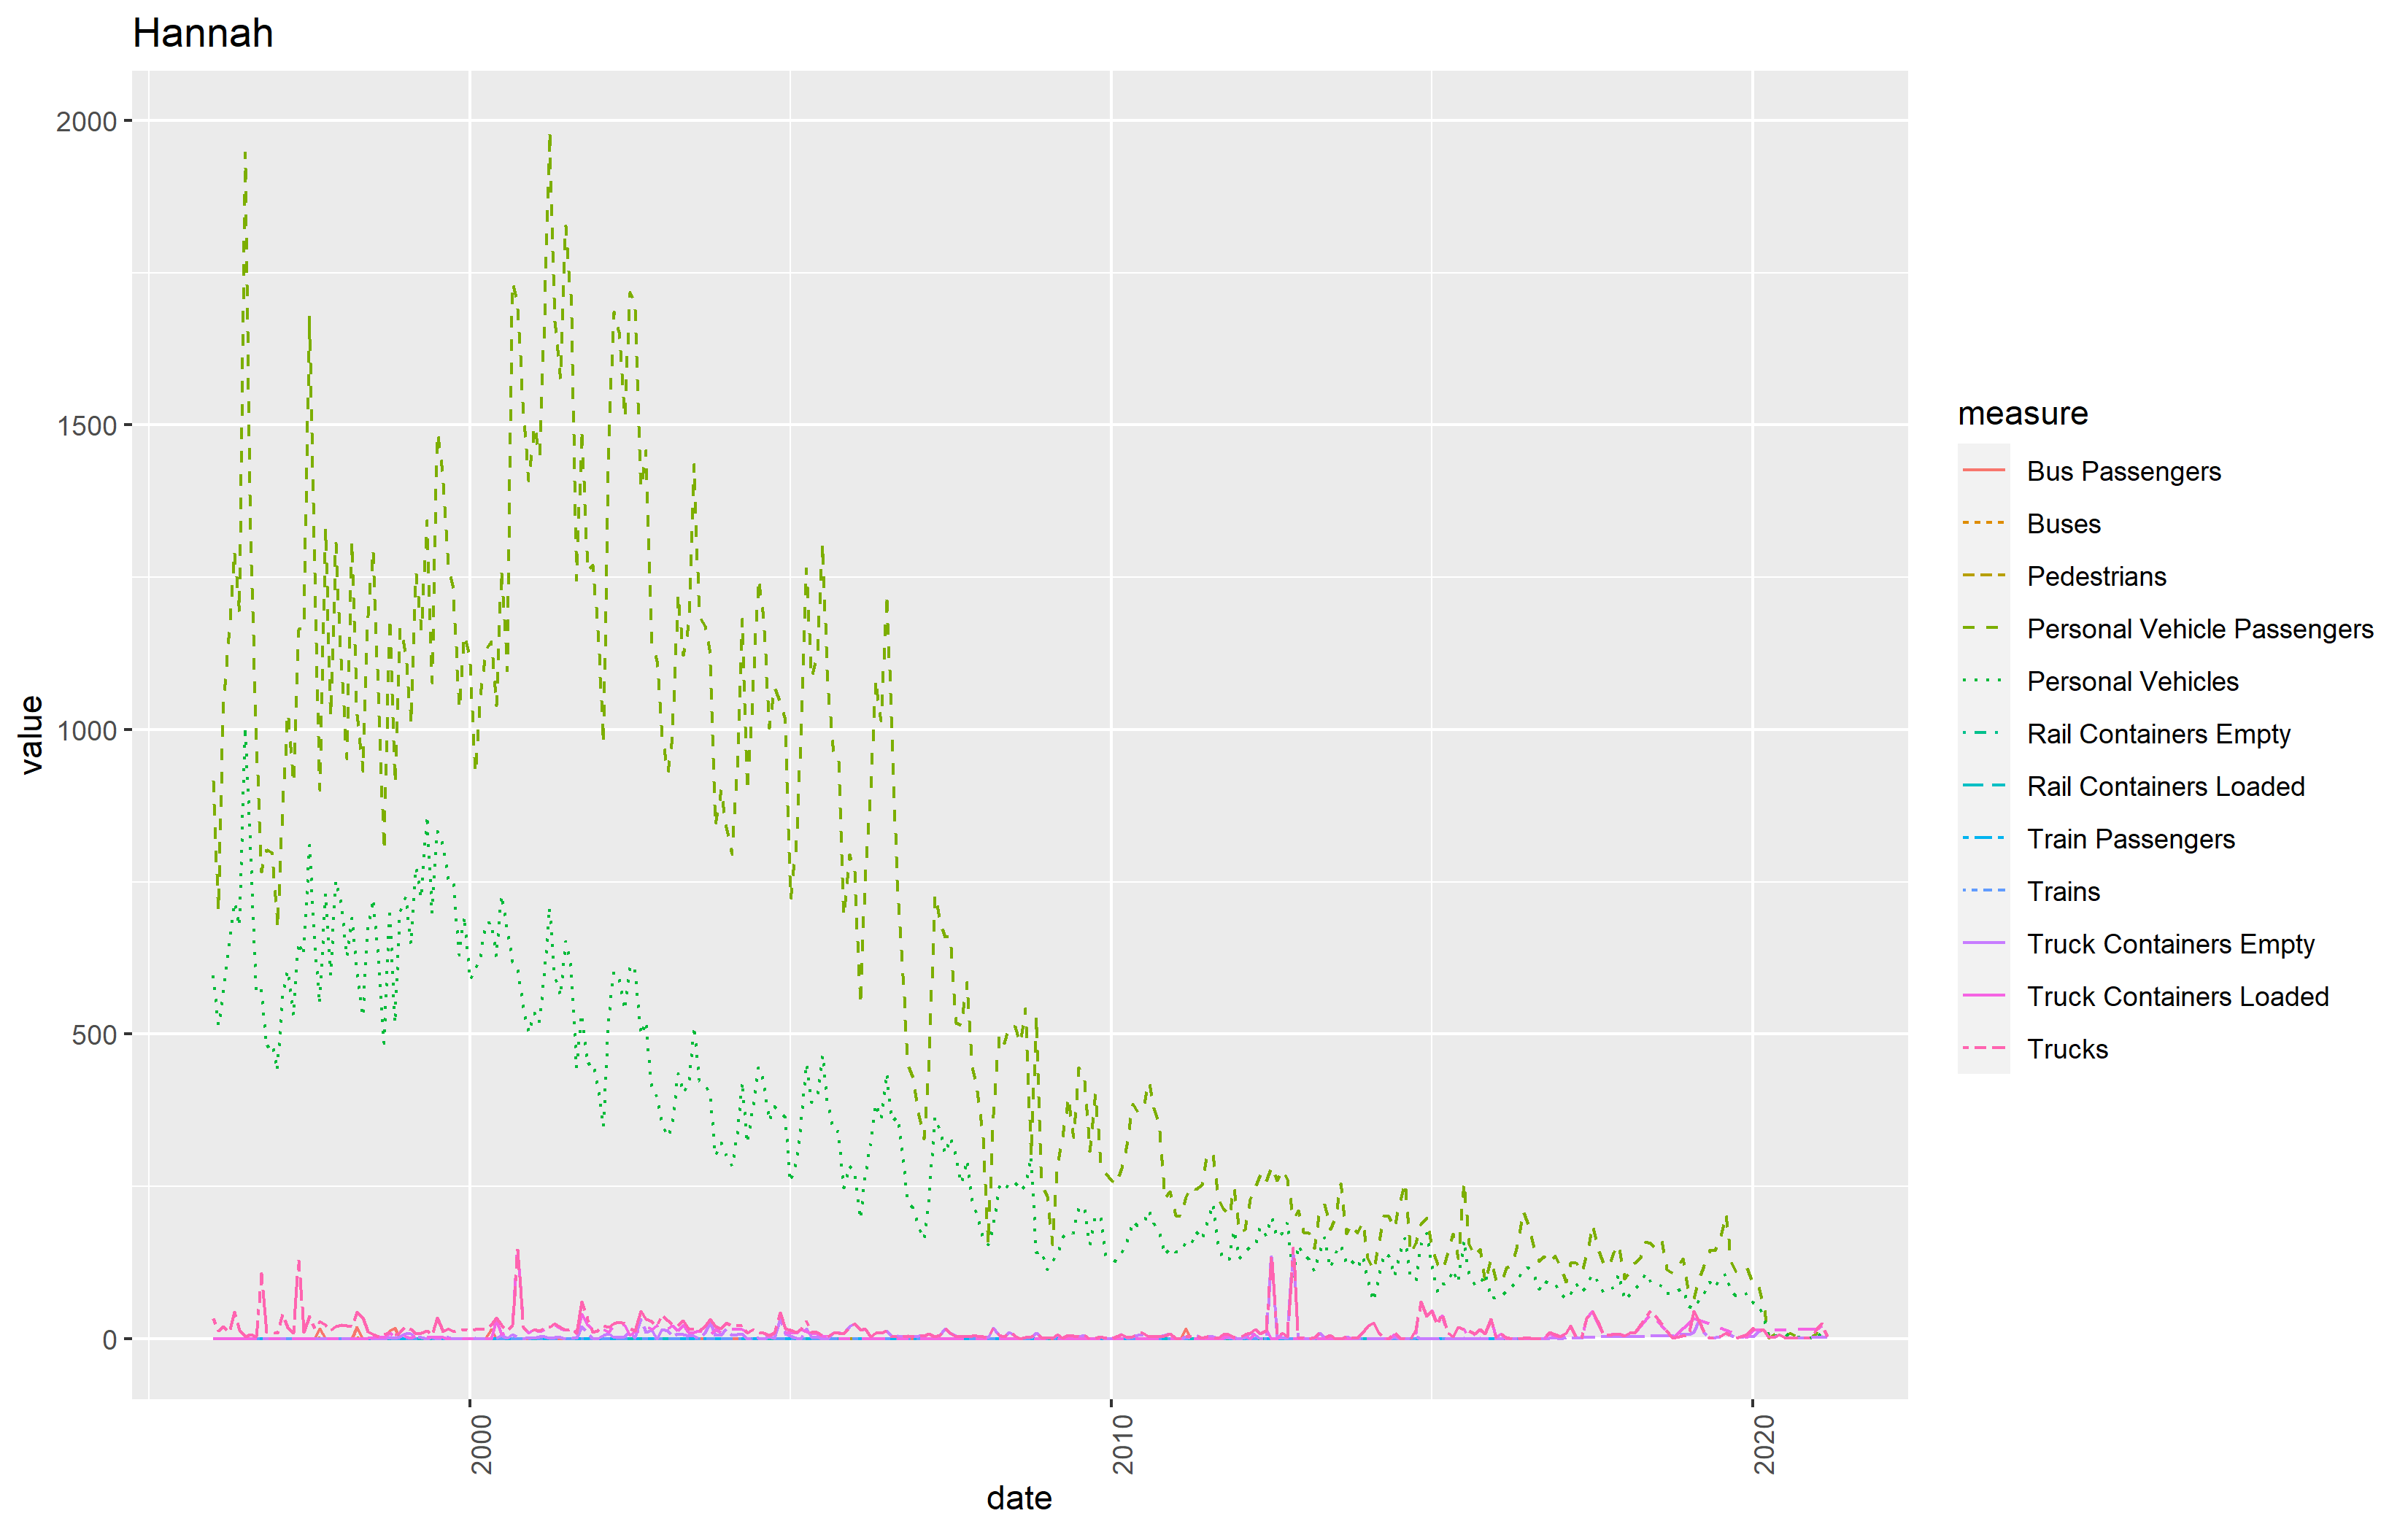 Hannah
2000
1500
1000
500
0
value
2000
2010
2020
date
measure
Bus Passengers
Buses
Pedestrians
Personal Vehicle Passengers
Personal Vehicles
Rail Containers Empty
Rail Containers Loaded
Train Passengers
Trains
Truck Containers Empty
Truck Containers Loaded
Trucks